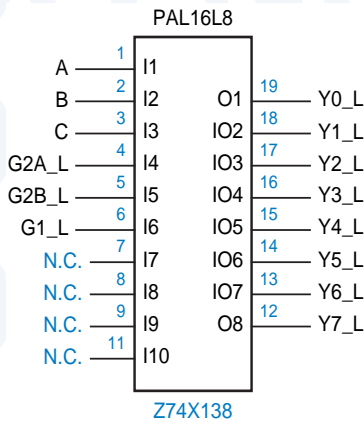 PAL16L8
A 1 I1
B 2 I2 O1 19 Y0_L
C 3 I3 IO2 18 Y1_L
G2A_L 4 I4 IO3 17 Y2_L
G2B_L 5 I5 IO4 16 Y3_L
G1_L 6 I6 IO5 15 Y4_L
N.C. 7 I7 IO6 14 Y5_L
N.C. 8 I8 IO7 13 Y6_L
N.C. 9 I9 O8 12 Y7_L
N.C. 11 I10
Z74X138